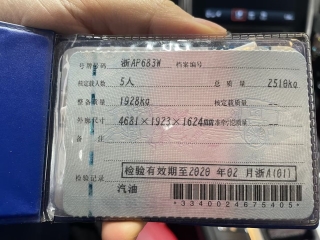 号牌号码 浙AP683W 档案编号
核定载人数 5人 总质量 2510kg
整备质量 1928kg 核定载质量
外廓尺寸 4681×1923×1624mm 准牵引总质量
备注
检验有效期至2020年02月浙A(01)
检验记录
汽油
*3340024675405*